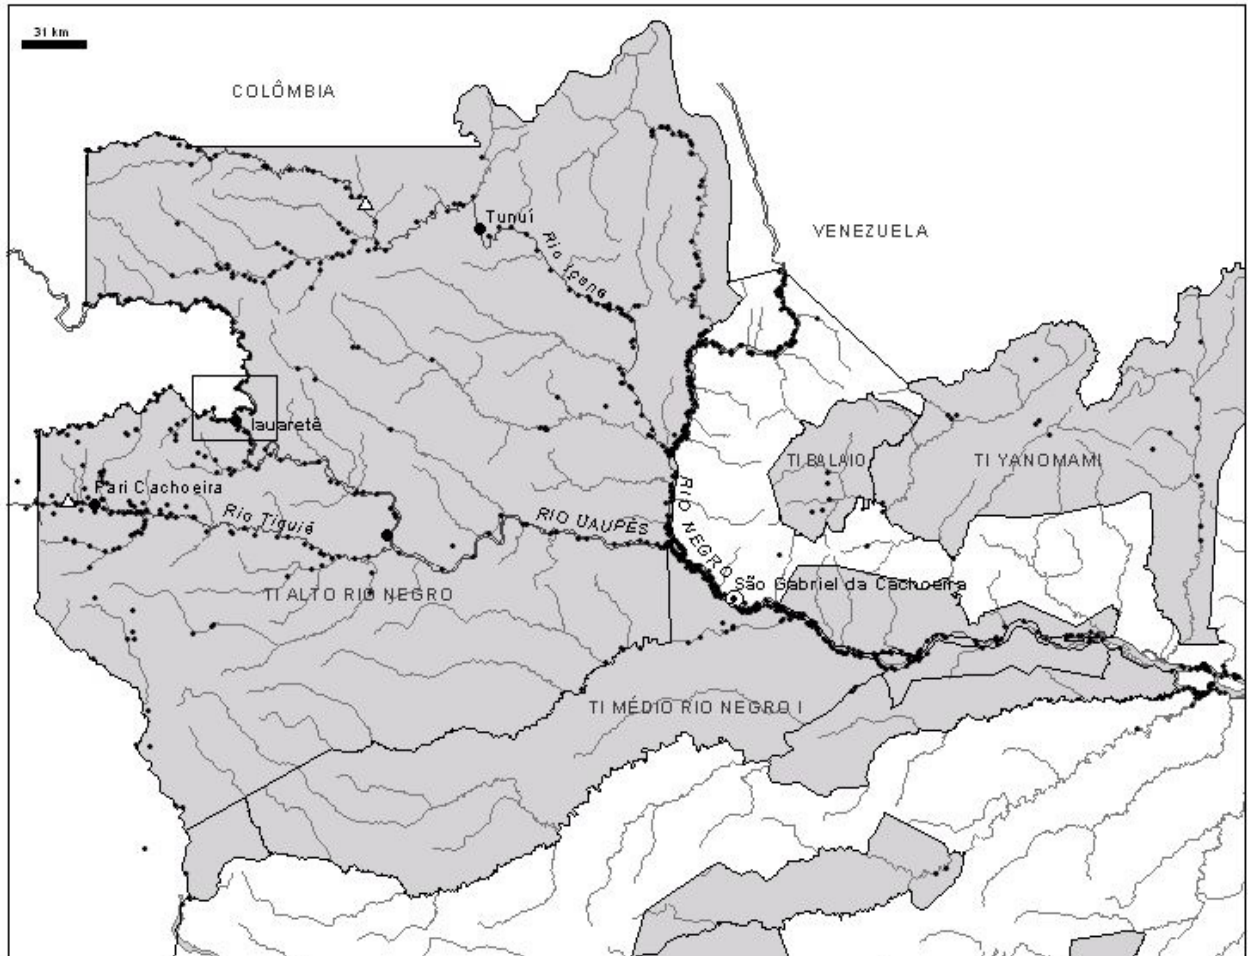 31 km
COLÔMBIA
Tunuí
VENEZUELA
Rio Içana
Iauaretê
TI BALAIO
TI YANOMAMI
Pari Cachoeira
Rio Tiquié
RIO UAUPÉS
RIO NEGRO
São Gabriel da Cachoeira
TI ALTO RIO NEGRO
TI MÉDIO RIO NEGRO I